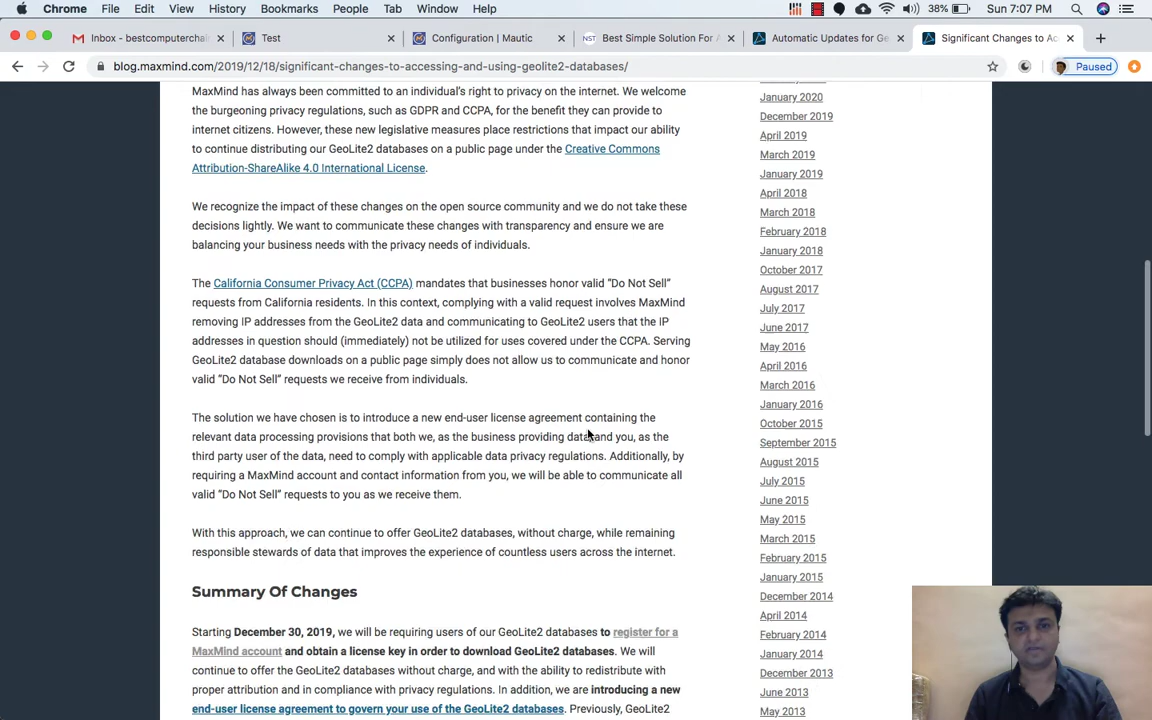 Chrome File Edit View History Bookmarks People Tab Window Help 38% Sun 7:07 PM
Inbox - bestcomputerchai × Test × Configuration | Mautic × NST Best Simple Solution For A × Automatic Updates for Ge × Significant Changes to Ac ×
blog.maxmind.com/2019/12/18/significant-changes-to-accessing-and-using-geolite2-databases/ Paused
MaxMind has always been committed to an individual's right to privacy on the internet. We welcome
the burgeoning privacy regulations, such as GDPR and CCPA, for the benefit they can provide to
internet citizens. However, these new legislative measures place restrictions that impact our ability
to continue distributing our GeoLite2 databases on a public page under the Creative Commons
Attribution-ShareAlike 4.0 International License.
We recognize the impact of these changes on the open source community and we do not take these
decisions lightly. We want to communicate these changes with transparency and ensure we are
balancing your business needs with the privacy needs of individuals.
The California Consumer Privacy Act (CCPA) mandates that businesses honor valid “Do Not Sell”
requests from California residents. In this context, complying with a valid request involves MaxMind
removing IP addresses from the GeoLite2 data and communicating to GeoLite2 users that the IP
addresses in question should (immediately) not be utilized for uses covered under the CCPA. Serving
GeoLite2 database downloads on a public page simply does not allow us to communicate and honor
valid “Do Not Sell” requests we receive from individuals.
The solution we have chosen is to introduce a new end-user license agreement containing the
relevant data processing provisions that both we, as the business providing data and you, as the
third party user of the data, need to comply with applicable data privacy regulations. Additionally, by
requiring a MaxMind account and contact information from you, we will be able to communicate all
valid “Do Not Sell” requests to you as we receive them.
With this approach, we can continue to offer GeoLite2 databases, without charge, while remaining
responsible stewards of data that improves the experience of countless users across the internet.
Summary Of Changes
Starting December 30, 2019, we will be requiring users of our GeoLite2 databases to register for a
MaxMind account and obtain a license key in order to download GeoLite2 databases. We will
continue to offer the GeoLite2 databases without charge, and with the ability to redistribute with
proper attribution and in compliance with privacy regulations. In addition, we are introducing a new
end-user license agreement to govern your use of the GeoLite2 databases. Previously, GeoLite2
January 2020
December 2019
April 2019
March 2019
January 2019
April 2018
March 2018
February 2018
January 2018
October 2017
August 2017
July 2017
June 2017
May 2016
April 2016
March 2016
January 2016
October 2015
September 2015
August 2015
July 2015
June 2015
May 2015
March 2015
February 2015
January 2015
December 2014
April 2014
February 2014
January 2014
December 2013
June 2013
May 2013